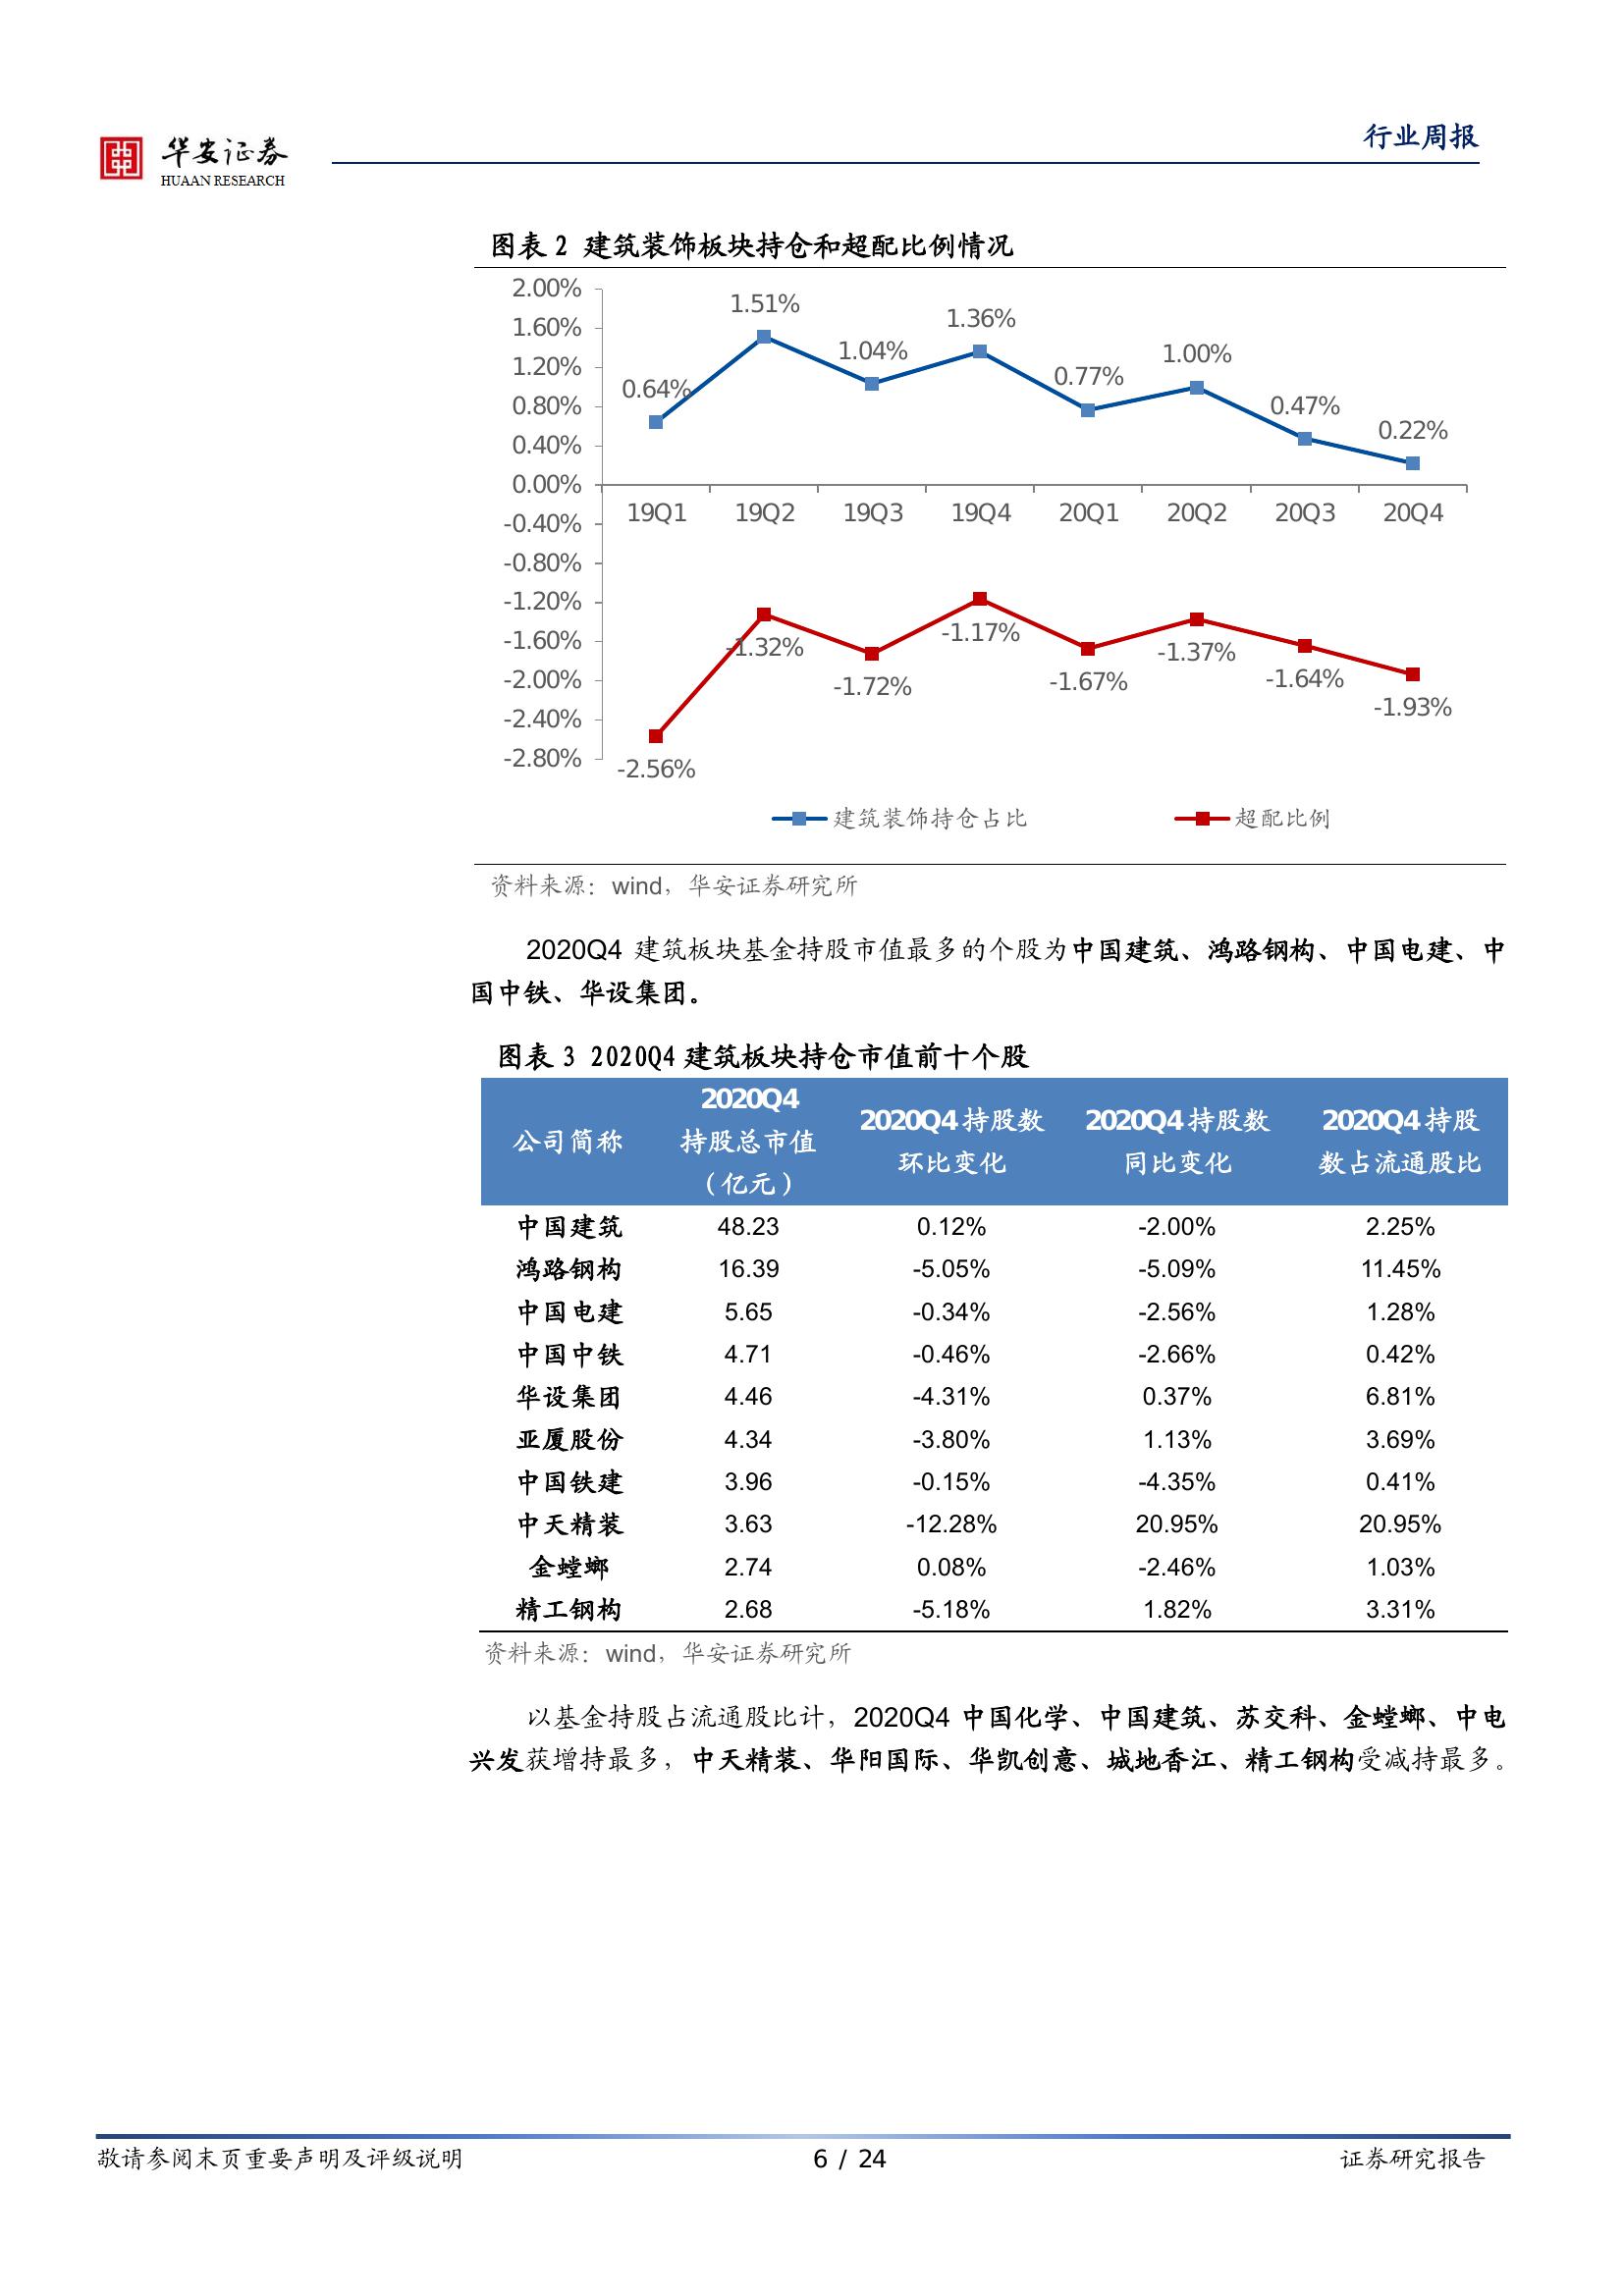 华安证券
HUAAN RESEARCH
行业周报
图表 2 建筑装饰板块持仓和超配比例情况
2.00%
1.60%
1.20%
0.80%
0.40%
0.00%
-0.40%
-0.80%
-1.20%
-1.60%
-2.00%
-2.40%
-2.80%
0.64%
1.51%
1.04%
1.36%
0.77%
1.00%
0.47%
0.22%
19Q1 19Q2 19Q3 19Q4 20Q1 20Q2 20Q3 20Q4
-2.56%
-1.32%
-1.72%
-1.17%
-1.67%
-1.37%
-1.64%
-1.93%
建筑装饰持仓占比 超配比例
资料来源：wind，华安证券研究所
2020Q4 建筑板块基金持股市值最多的个股为中国建筑、鸿路钢构、中国电建、中
国中铁、华设集团。
图表 3 2020Q4 建筑板块持仓市值前十个股
公司简称
2020Q4
持股总市值
（亿元）
2020Q4 持股数
环比变化
2020Q4 持股数
同比变化
2020Q4 持股
数占流通股比
中国建筑 48.23 0.12% -2.00% 2.25%
鸿路钢构 16.39 -5.05% -5.09% 11.45%
中国电建 5.65 -0.34% -2.56% 1.28%
中国中铁 4.71 -0.46% -2.66% 0.42%
华设集团 4.46 -4.31% 0.37% 6.81%
亚厦股份 4.34 -3.80% 1.13% 3.69%
中国铁建 3.96 -0.15% -4.35% 0.41%
中天精装 3.63 -12.28% 20.95% 20.95%
金螳螂 2.74 0.08% -2.46% 1.03%
精工钢构 2.68 -5.18% 1.82% 3.31%
资料来源：wind，华安证券研究所
以基金持股占流通股比计，2020Q4 中国化学、中国建筑、苏交科、金螳螂、中电
兴发获增持最多，中天精装、华阳国际、华凯创意、城地香江、精工钢构受减持最多。
敬请参阅末页重要声明及评级说明 6 / 24 证券研究报告